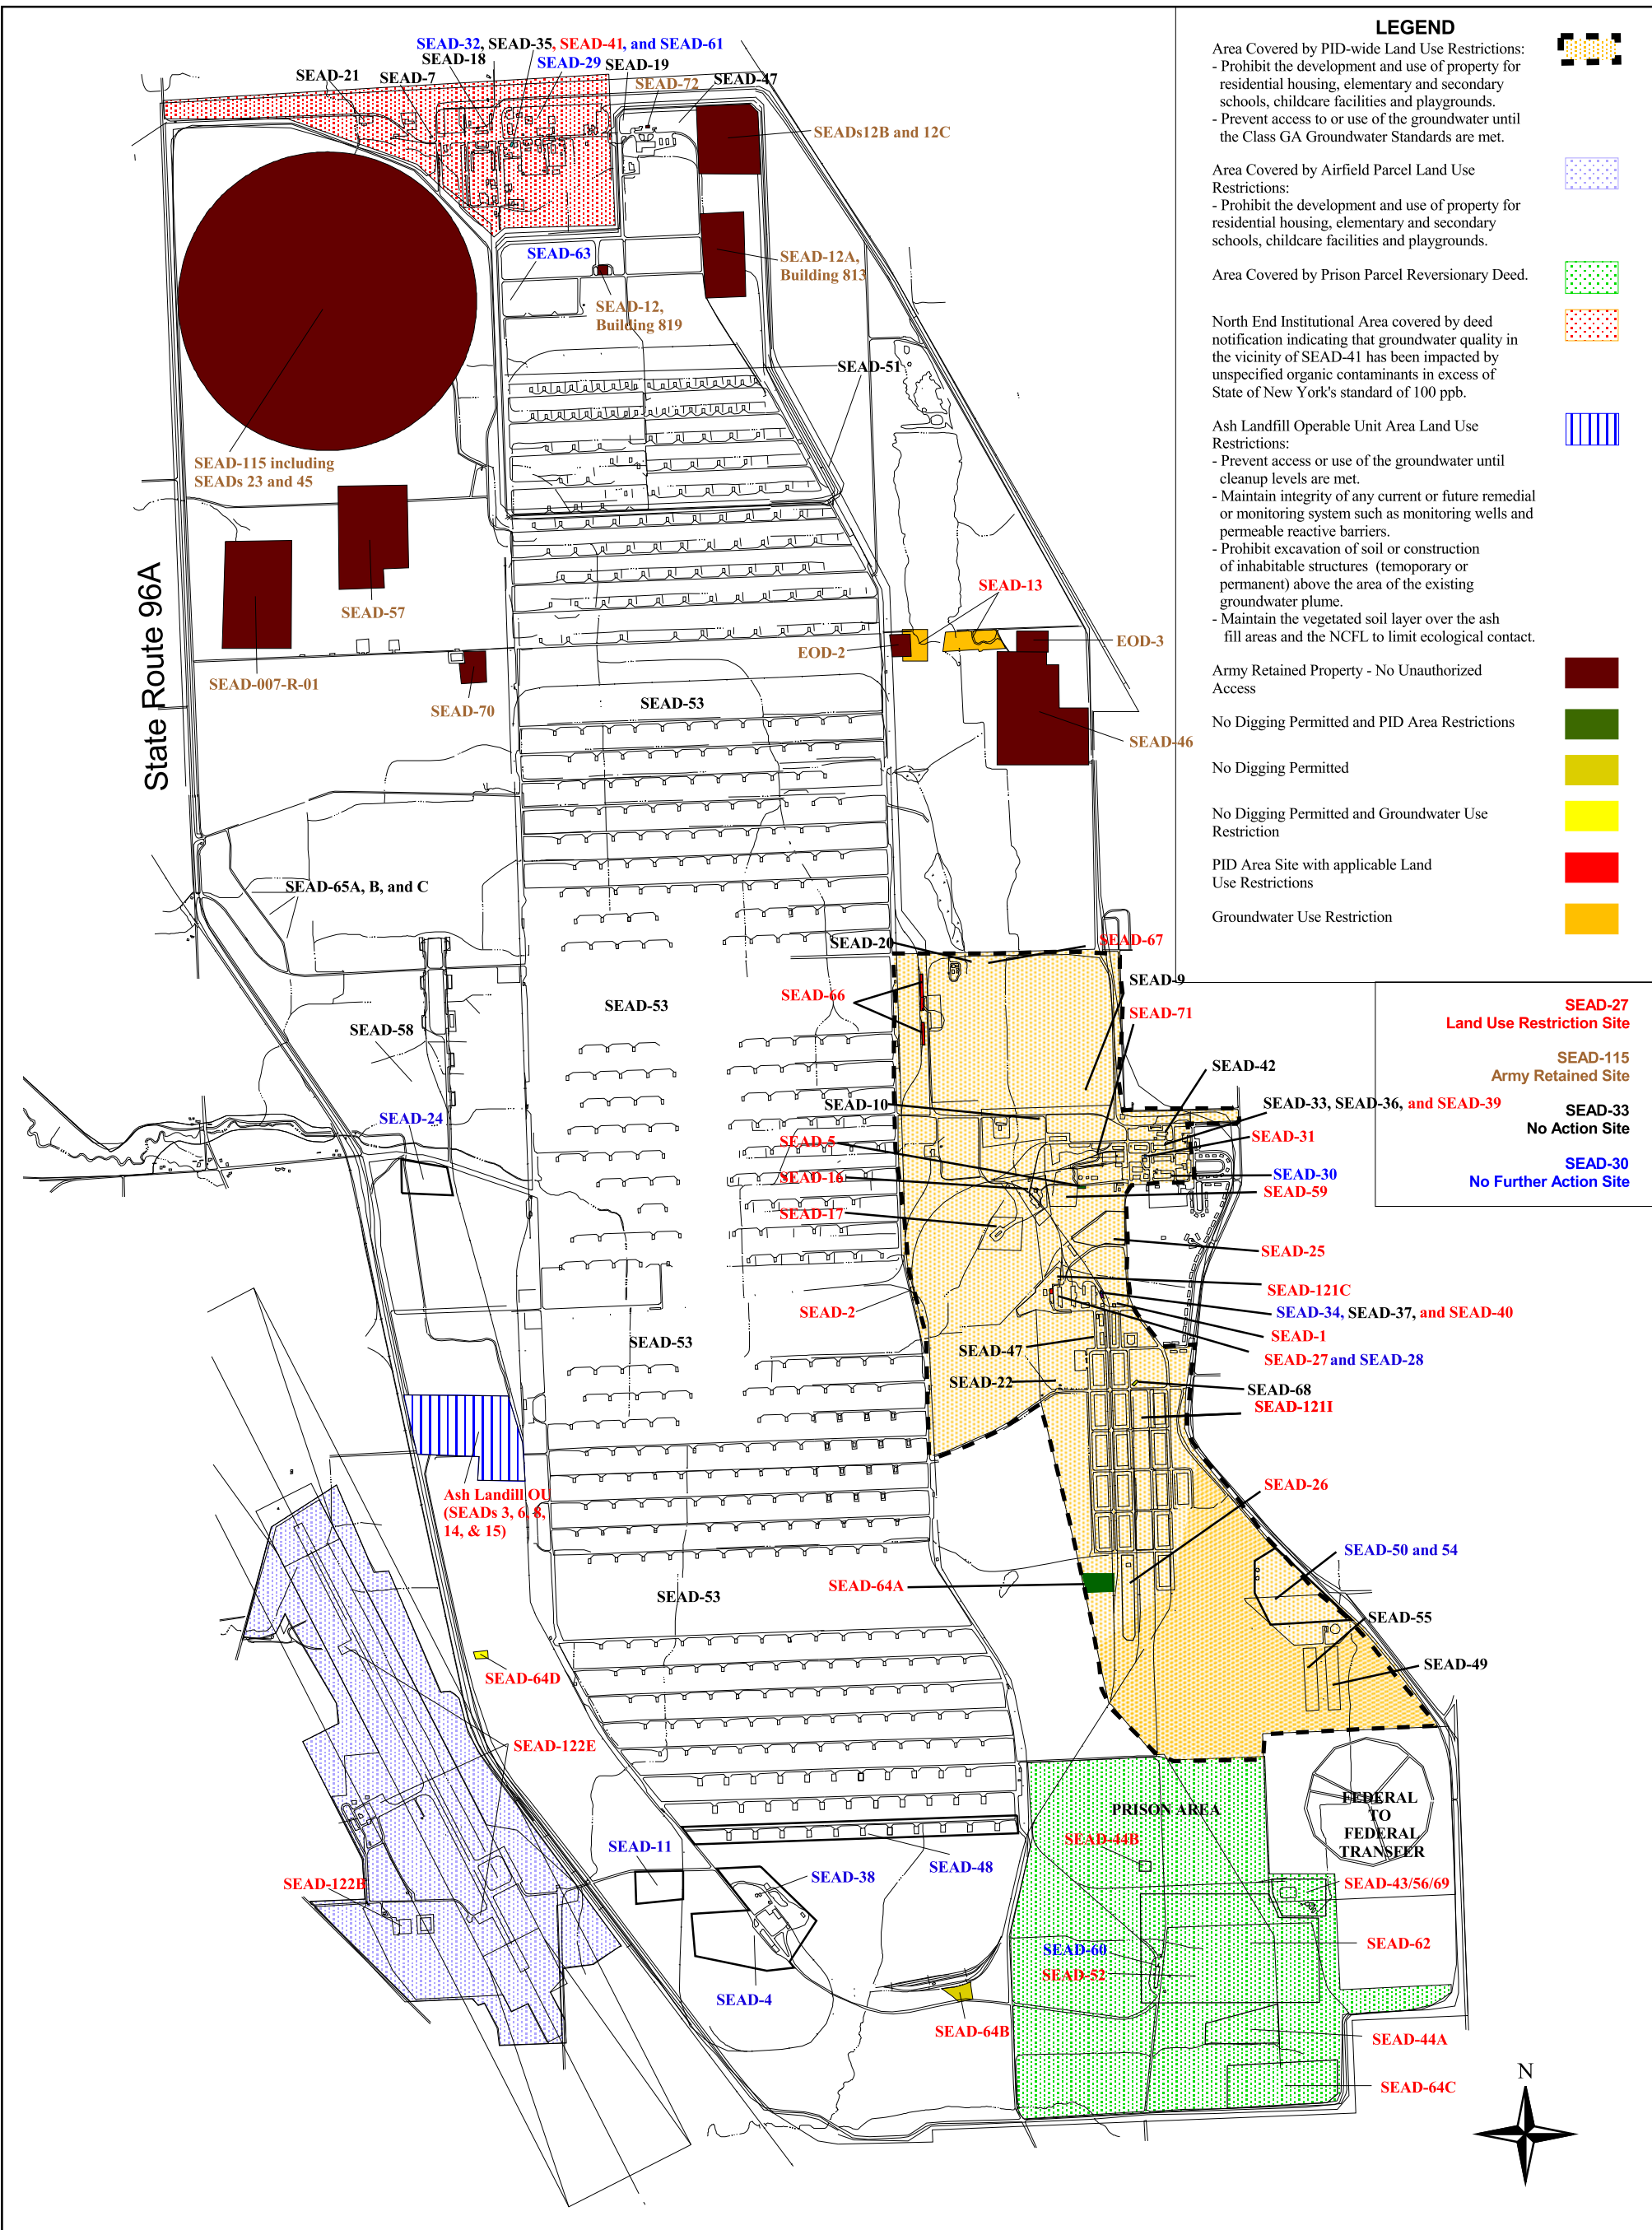 SEAD-32, SEAD-35, SEAD-41, and SEAD-61
SEAD-18
SEAD-29
SEAD-19
SEAD-21
SEAD-7
SEAD-72
SEAD-47
SEADs12B and 12C
SEAD-63
SEAD-12A,
Building 813
SEAD-12,
Building 819
SEAD-51
SEAD-115 including
SEADs 23 and 45
State Route 96A
SEAD-57
SEAD-13
SEAD-007-R-01
EOD-2
EOD-3
SEAD-70
SEAD-53
SEAD-46
SEAD-65A, B, and C
SEAD-20
SEAD-67
SEAD-9
SEAD-66
SEAD-53
SEAD-71
SEAD-58
SEAD-42
SEAD-10
SEAD-33, SEAD-36, and SEAD-39
SEAD-24
SEAD-5
SEAD-31
SEAD-16
SEAD-30
SEAD-59
SEAD-17
SEAD-25
SEAD-121C
SEAD-2
SEAD-34, SEAD-37, and SEAD-40
SEAD-53
SEAD-1
SEAD-47
SEAD-27 and SEAD-28
SEAD-22
SEAD-68
SEAD-121I
SEAD-26
Ash Landill OU
(SEADs 3, 6, 8,
14, & 15)
SEAD-50 and 54
SEAD-64A
SEAD-53
SEAD-55
SEAD-49
SEAD-64D
SEAD-122E
PRISON AREA
FEDERAL
TO
FEDERAL
TRANSFER
SEAD-44B
SEAD-11
SEAD-48
SEAD-38
SEAD-122B
SEAD-43/56/69
SEAD-60
SEAD-62
SEAD-52
SEAD-4
SEAD-64B
SEAD-44A
SEAD-64C
N
LEGEND
Area Covered by PID-wide Land Use Restrictions:
- Prohibit the development and use of property for
residential housing, elementary and secondary
schools, childcare facilities and playgrounds.
- Prevent access to or use of the groundwater until
the Class GA Groundwater Standards are met.
Area Covered by Airfield Parcel Land Use
Restrictions:
- Prohibit the development and use of property for
residential housing, elementary and secondary
schools, childcare facilities and playgrounds.
Area Covered by Prison Parcel Reversionary Deed.
North End Institutional Area covered by deed
notification indicating that groundwater quality in
the vicinity of SEAD-41 has been impacted by
unspecified organic contaminants in excess of
State of New York's standard of 100 ppb.
Ash Landfill Operable Unit Area Land Use
Restrictions:
- Prevent access or use of the groundwater until
cleanup levels are met.
- Maintain integrity of any current or future remedial
or monitoring system such as monitoring wells and
permeable reactive barriers.
- Prohibit excavation of soil or construction
of inhabitable structures (temoporary or
permanent) above the area of the existing
groundwater plume.
- Maintain the vegetated soil layer over the ash
fill areas and the NCFL to limit ecological contact.
Army Retained Property - No Unauthorized
Access
No Digging Permitted and PID Area Restrictions
No Digging Permitted
No Digging Permitted and Groundwater Use
Restriction
PID Area Site with applicable Land
Use Restrictions
Groundwater Use Restriction
SEAD-27
Land Use Restriction Site
SEAD-115
Army Retained Site
SEAD-33
No Action Site
SEAD-30
No Further Action Site